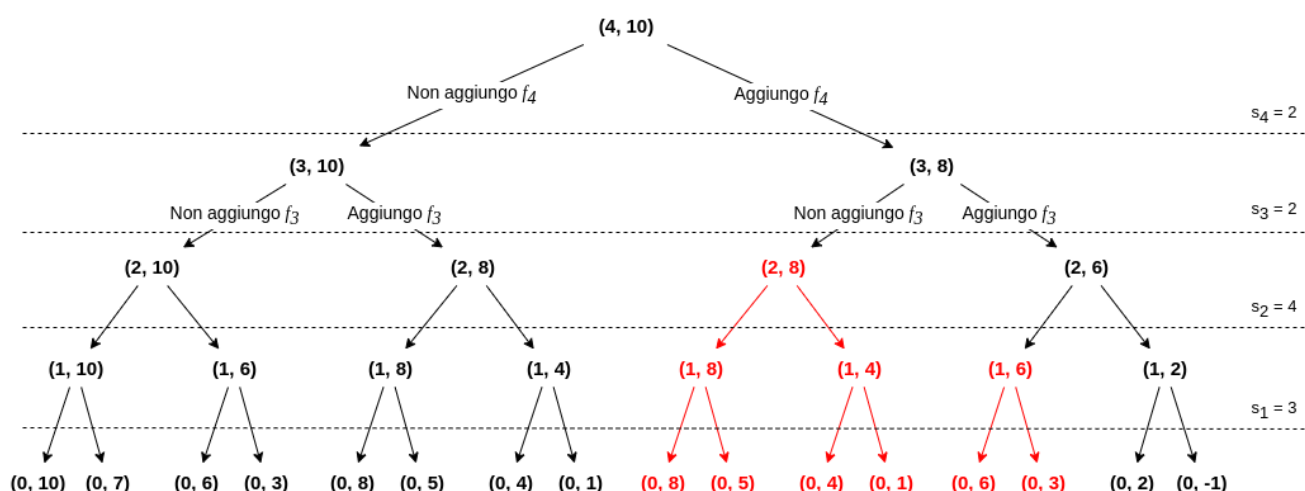 (4, 10)
Non aggiungo f4 Aggiungo f4
s4 = 2
(3, 10) (3, 8)
Non aggiungo f3 Aggiungo f3 Non aggiungo f3 Aggiungo f3
s3 = 2
(2, 10) (2, 8) (2, 8) (2, 6)
s2 = 4
(1, 10) (1, 6) (1, 8) (1, 4) (1, 8) (1, 4) (1, 6) (1, 2)
s1 = 3
(0, 10) (0, 7) (0, 6) (0, 3) (0, 8) (0, 5) (0, 4) (0, 1) (0, 8) (0, 5) (0, 4) (0, 1) (0, 6) (0, 3) (0, 2) (0, -1)